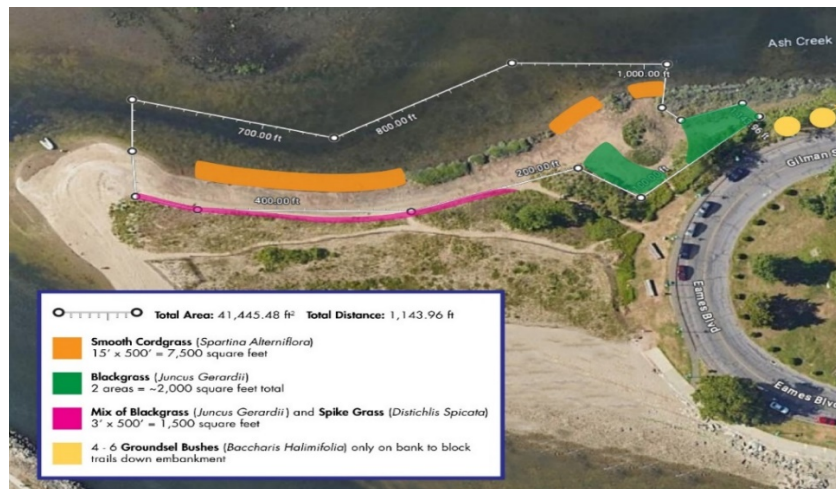 Ash Creek
1,000.00 ft
700.00 ft
800.00 ft
200.00 ft
400.00 ft
Gilman S
Eames Blvd
Eames Blv
Total Area: 41,445.48 ft² Total Distance: 1,143.96 ft
Smooth Cordgrass (Spartina Alterniflora)
15' x 500' = 7,500 square feet
Blackgrass (Juncus Gerardii)
2 areas = ~2,000 square feet total
Mix of Blackgrass (Juncus Gerardii) and Spike Grass (Distichlis Spicata)
3' x 500' = 1,500 square feet
4 - 6 Groundsel Bushes (Baccharis Halimifolia) only on bank to block
trails down embankment